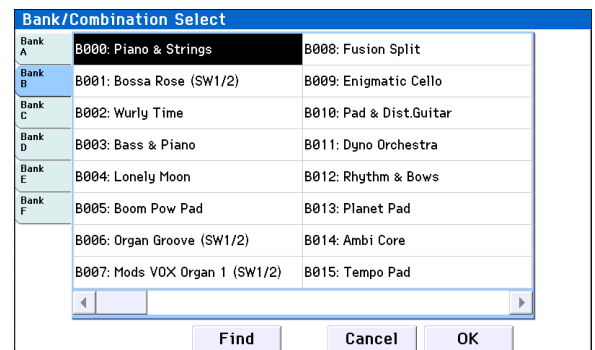 Bank/Combination Select
Bank
A
Bank
B
Bank
C
Bank
D
Bank
E
Bank
F
B000: Piano & Strings
B001: Bossa Rose (SW1/2)
B002: Wurly Time
B003: Bass & Piano
B004: Lonely Moon
B005: Boom Pow Pad
B006: Organ Groove (SW1/2)
B007: Mods VOX Organ 1 (SW1/2)
B008: Fusion Split
B009: Enigmatic Cello
B010: Pad & Dist.Guitar
B011: Dyno Orchestra
B012: Rhythm & Bows
B013: Planet Pad
B014: Ambi Core
B015: Tempo Pad
Find
Cancel
OK